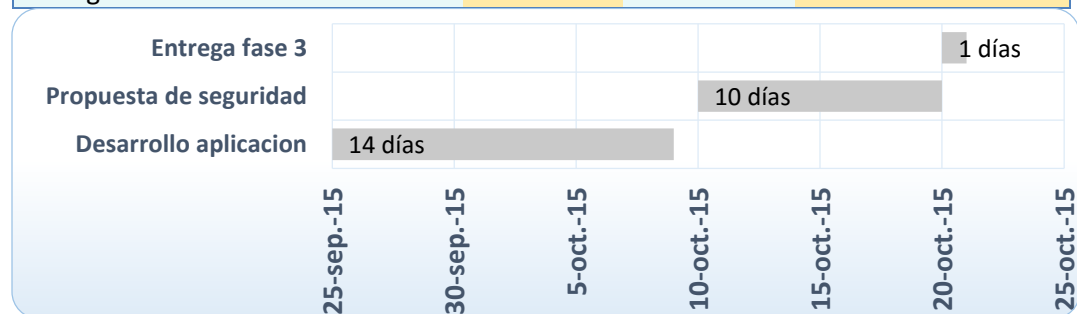 Entrega fase 3
1 días
Propuesta de seguridad
10 días
Desarrollo aplicacion
14 días
25-sep.-15
30-sep.-15
5-oct.-15
10-oct.-15
15-oct.-15
20-oct.-15
25-oct.-15